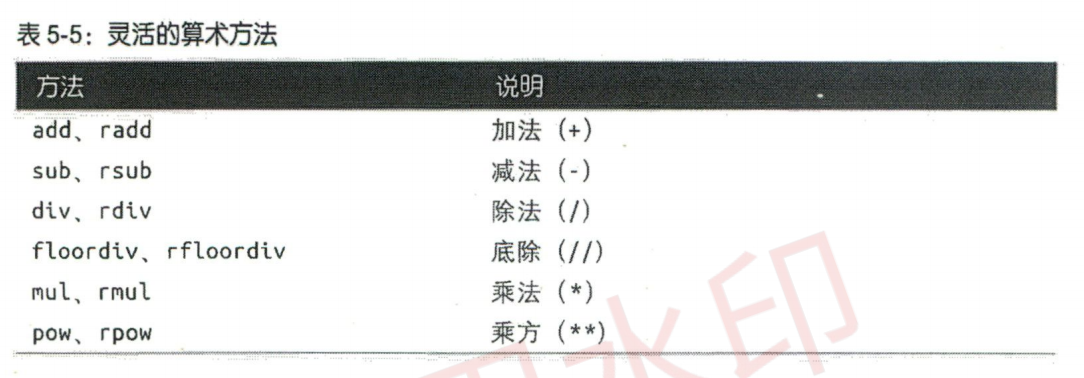 表 5-5：灵活的算术方法
方法 说明
add、radd 加法（+）
sub、rsub 减法（-）
div、rdiv 除法（/）
floordiv、rfloordiv 底除（//）
mul、rmul 乘法（*）
pow、rpow 乘方（**）
水印